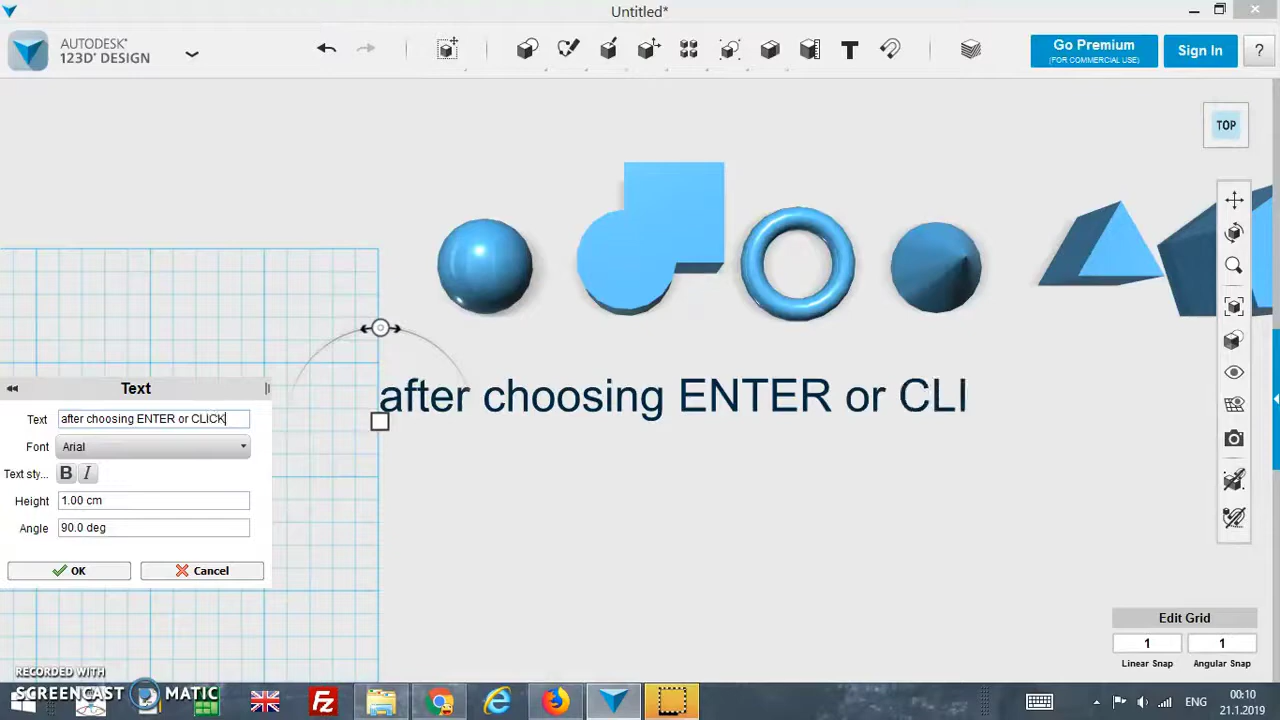 Untitled*
AUTODESK®
123D® DESIGN
Go Premium
(FOR COMMERCIAL USE)
Sign In
?
TOP
after choosing ENTER or CLI
Text
Text after choosing ENTER or CLICK
Font Arial
Text sty... B I
Height 1.00 cm
Angle 90.0 deg
OK Cancel
Edit Grid
1 1
Linear Snap Angular Snap
RECORDED WITH
SCREENCAST MATIC
ENG
00:10
21.1.2019